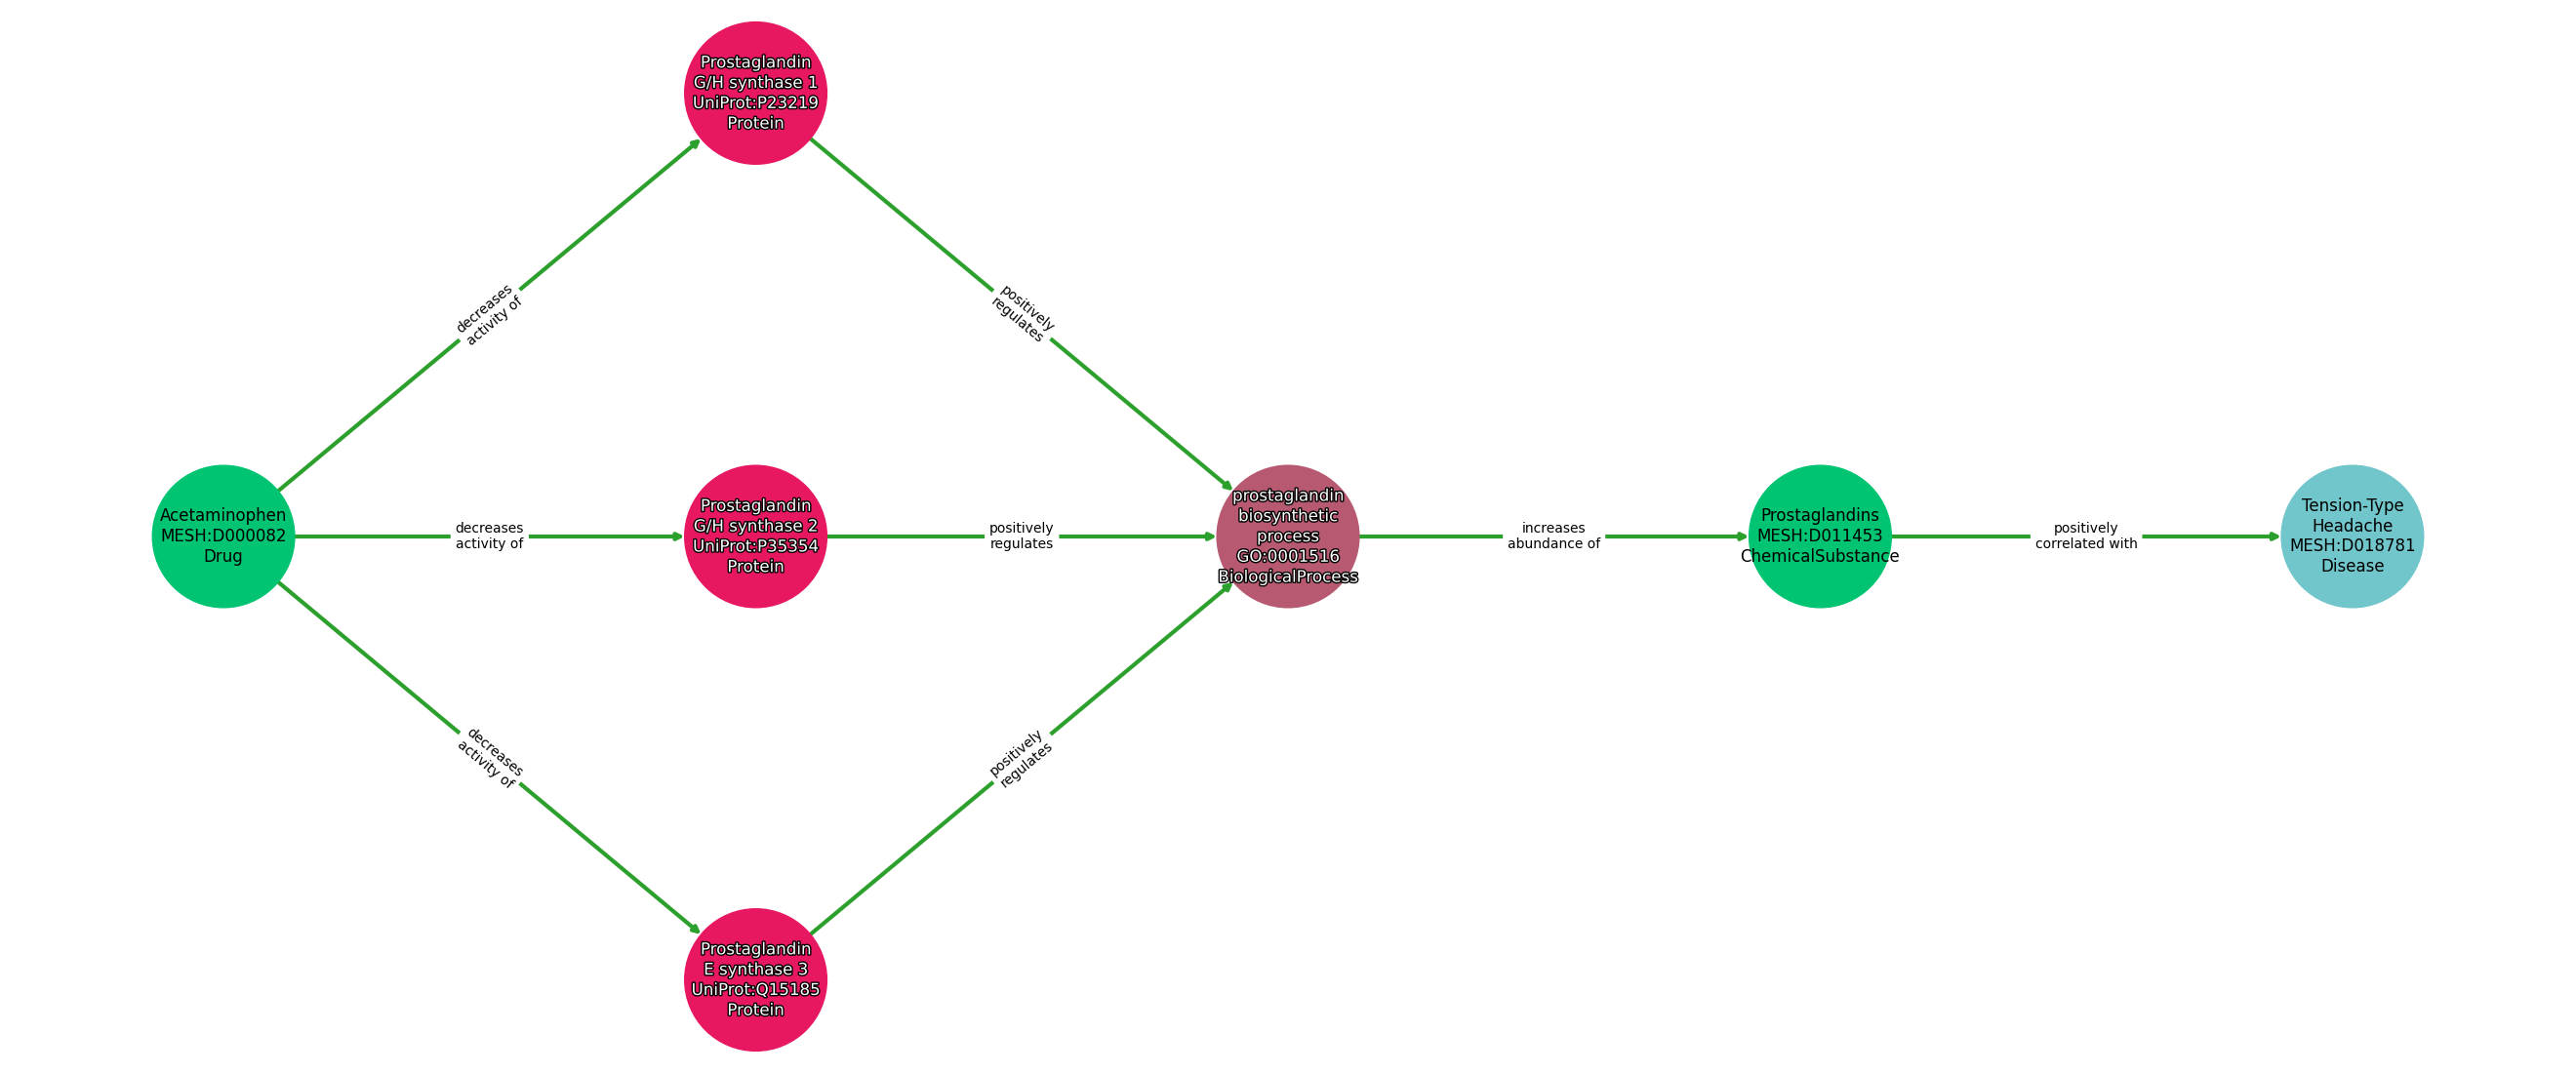 Prostaglandin
G/H synthase 1
UniProt:P23219
Protein
decreases
activity of
positively
regulates
Acetaminophen
MESH:D000082
Drug
decreases
activity of
Prostaglandin
G/H synthase 2
UniProt:P35354
Protein
positively
regulates
prostaglandin
biosynthetic
process
GO:0001516
BiologicalProcess
increases
abundance of
Prostaglandins
MESH:D011453
ChemicalSubstance
positively
correlated with
Tension-Type
Headache
MESH:D018781
Disease
decreases
activity of
positively
regulates
Prostaglandin
E synthase 3
UniProt:Q15185
Protein